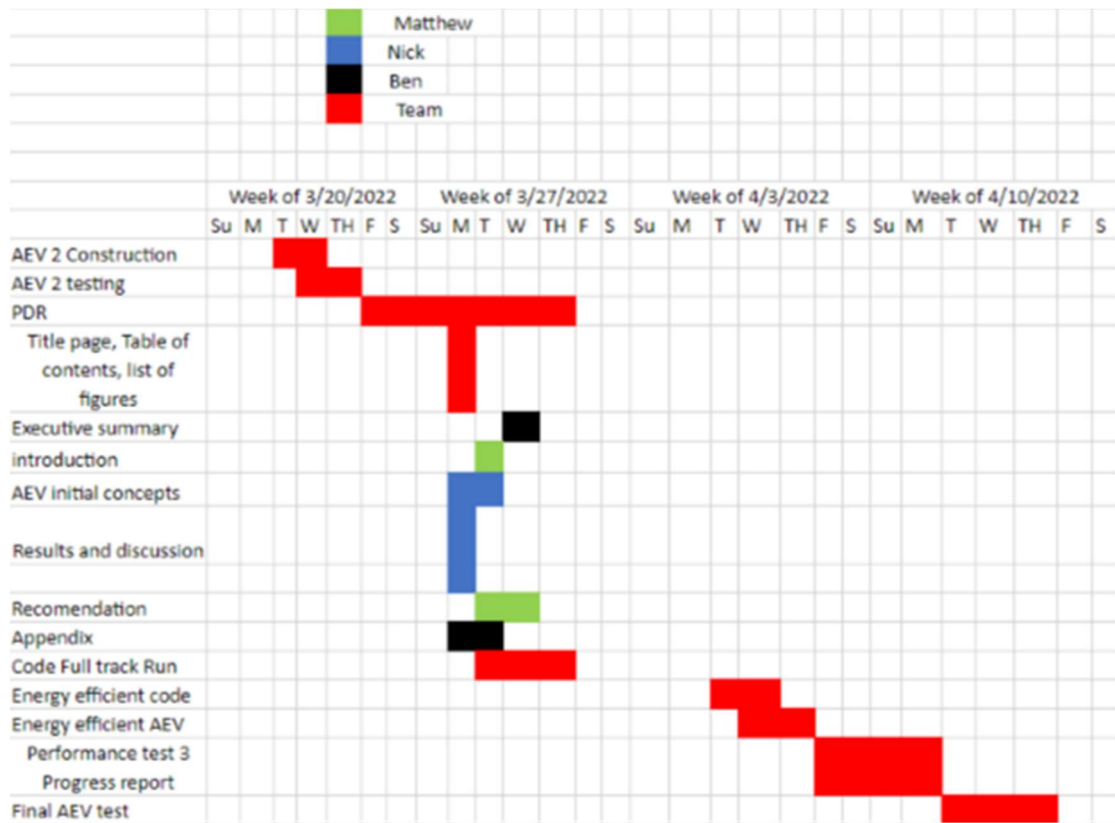 Matthew
Nick
Ben
Team
Week of 3/20/2022 Week of 3/27/2022 Week of 4/3/2022 Week of 4/10/2022
Su M T W TH F S Su M T W TH F S Su M T W TH F S Su M T W TH F S
AEV 2 Construction
AEV 2 testing
PDR
Title page, Table of
contents, list of
figures
Executive summary
introduction
AEV initial concepts
Results and discussion
Recomendation
Appendix
Code Full track Run
Energy efficient code
Energy efficient AEV
Performance test 3
Progress report
Final AEV test